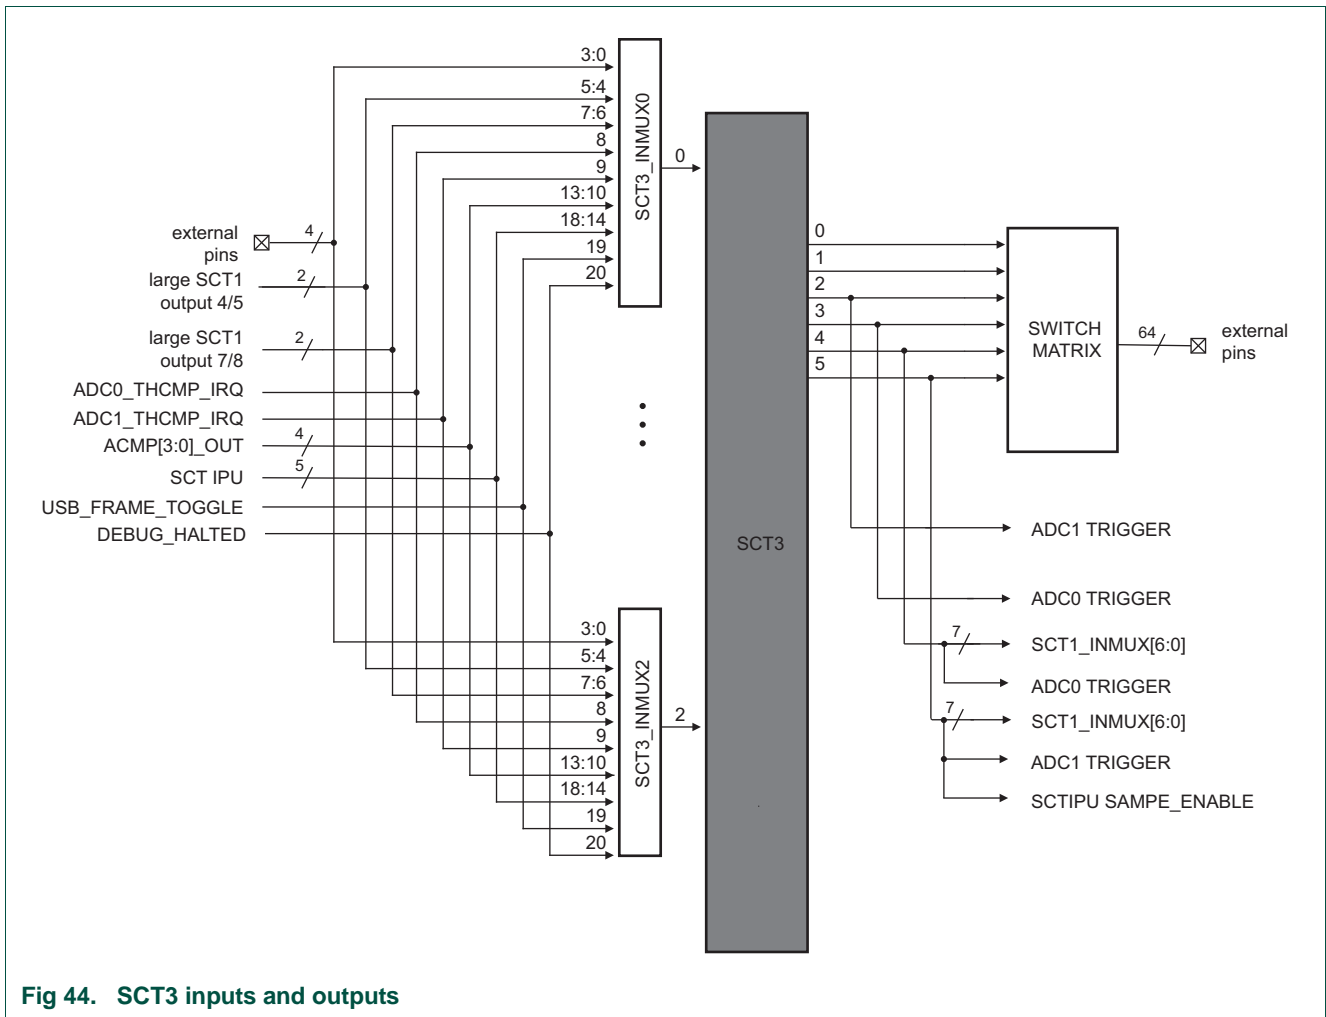 3:0
5:4
7:6
8
9
13:10
18:14
19
20
SCT3_INMUX0
0
external
pins
4
large SCT1
output 4/5
2
large SCT1
output 7/8
2
ADC0_THCMP_IRQ
ADC1_THCMP_IRQ
ACMP[3:0]_OUT
4
SCT IPU
5
USB_FRAME_TOGGLE
DEBUG_HALTED
3:0
5:4
7:6
8
9
13:10
18:14
19
20
SCT3_INMUX2
2
SCT3
0
1
2
3
4
5
SWITCH
MATRIX
64
external
pins
ADC1 TRIGGER
ADC0 TRIGGER
7
SCT1_INMUX[6:0]
ADC0 TRIGGER
7
SCT1_INMUX[6:0]
ADC1 TRIGGER
SCTIPU SAMPE_ENABLE
Fig 44. SCT3 inputs and outputs